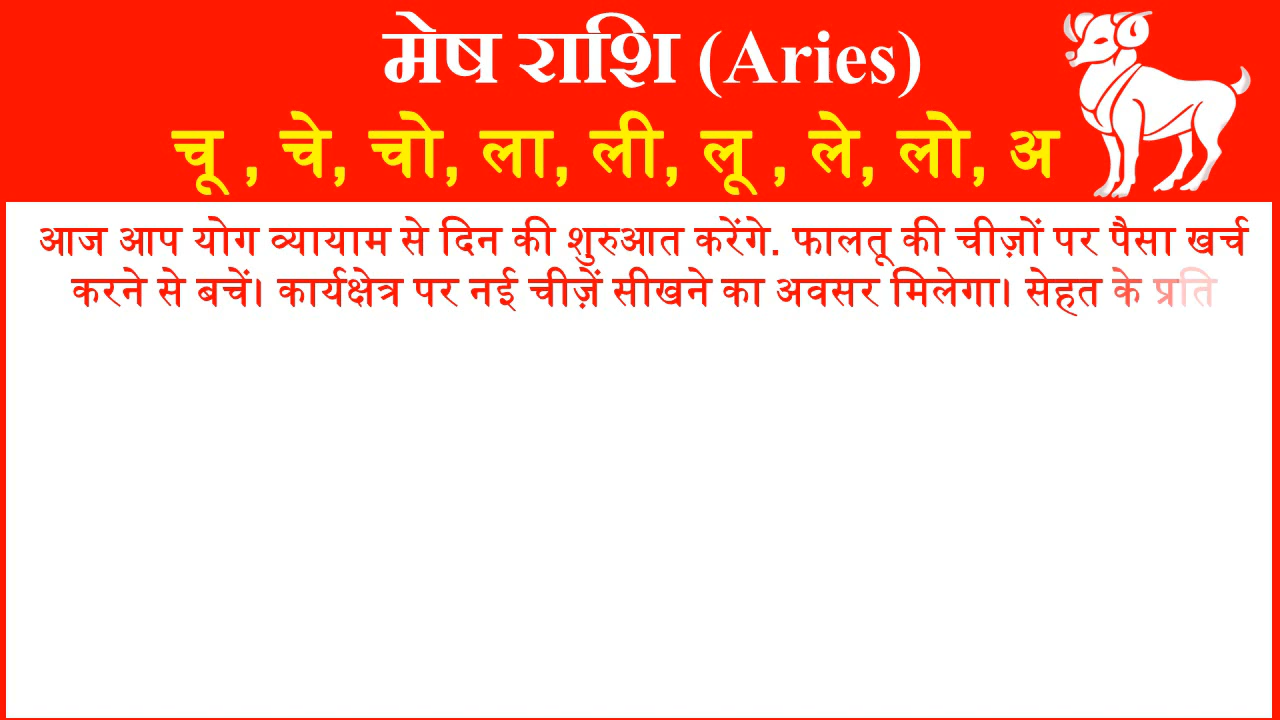 मेष राशि (Aries)
चू , चे, चो, ला, ली, लू , ले, लो, अ
आज आप योग व्यायाम से दिन की शुरुआत करेंगे. फालतू की चीज़ों पर पैसा खर्च
करने से बचें। कार्यक्षेत्र पर नई चीज़ें सीखने का अवसर मिलेगा। सेहत के प्रति